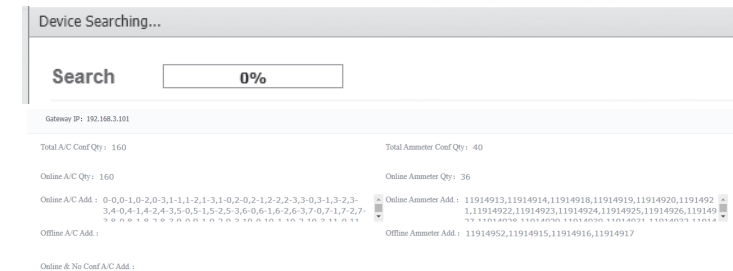 Device Searching...
Search
0%
Gateway IP: 192.168.3.101
Total A/C Conf Qty: 160
Total Ammeter Conf Qty: 40
Online A/C Qty: 160
Online Ammeter Qty: 36
Online A/C Add.: 0-0,0-1,0-2,0-3,1-1,1-2,1-3,1-0,2-0,2-1,2-2,2-3,3-0,3-1,3-2,3-
3,4-0,4-1,4-2,4-3,5-0,5-1,5-2,5-3,6-0,6-1,6-2,6-3,7-0,7-1,7-2,7-
Online Ammeter Add.: 11914913,11914914,11914918,11914919,11914920,1191492
1,11914922,11914923,11914924,11914925,11914926,119149
Offline A/C Add.:
Offline Ammeter Add.: 11914952,11914915,11914916,11914917
Online & No Conf A/C Add.: